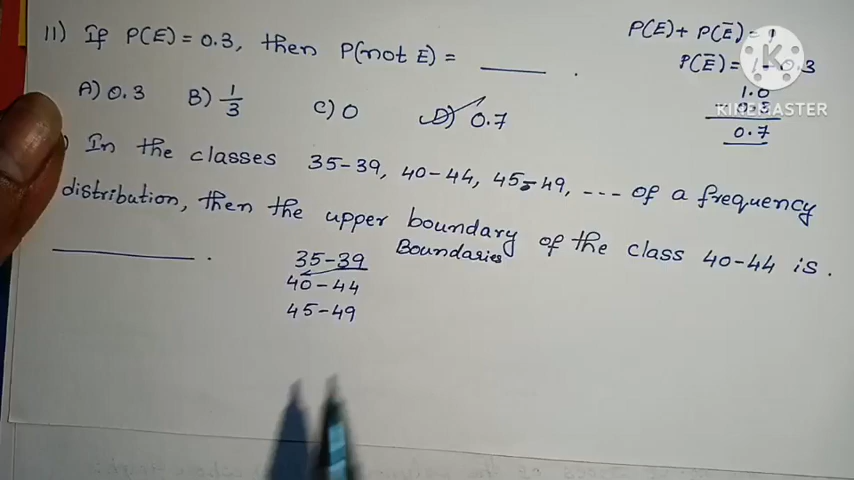 11) If P(E) = 0.3, then P(not E) = ______ .
P(E) + P(Ē) = 1
P(Ē) = 1 - 0.3
1.0
- 0.3
0.7
A) 0.3 B) 1/3 C) 0 D) 0.7
) In the classes 35-39, 40-44, 45-49, --- of a frequency
distribution, then the upper boundary of the class 40-44 is.
______ .
35-39 Boundaries
40-44
45-49
KINEMASTER